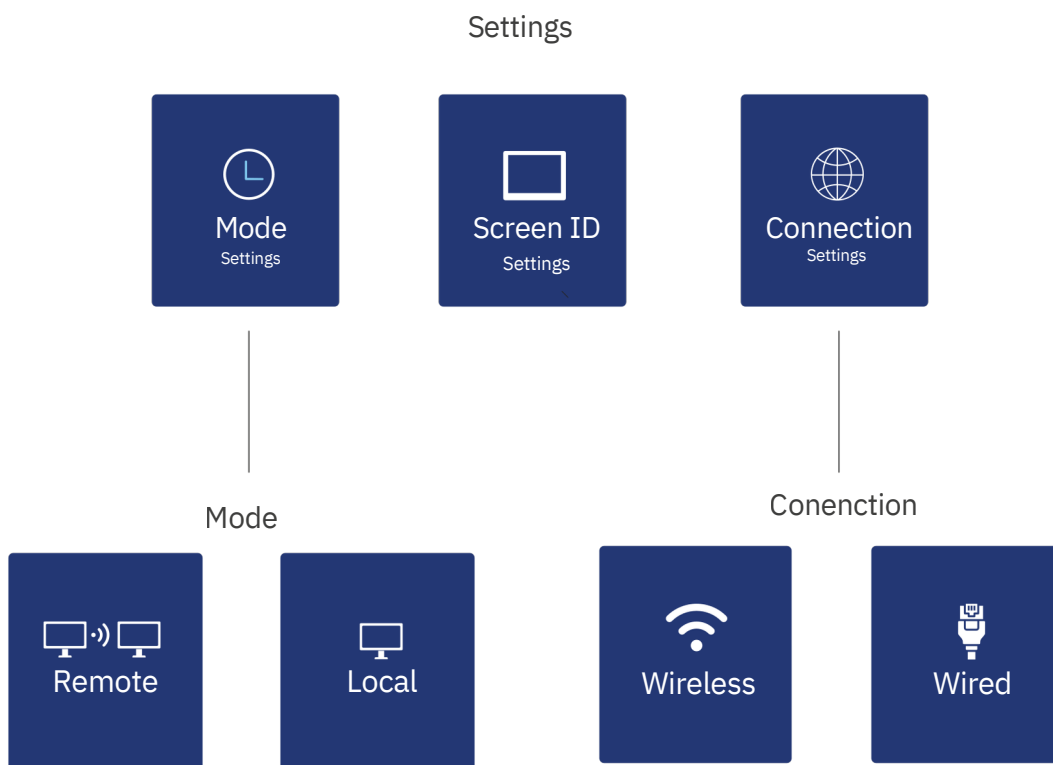 Settings
Mode
Settings
Screen ID
Settings
Connection
Settings
Mode
Remote
Local
Conenction
Wireless
Wired